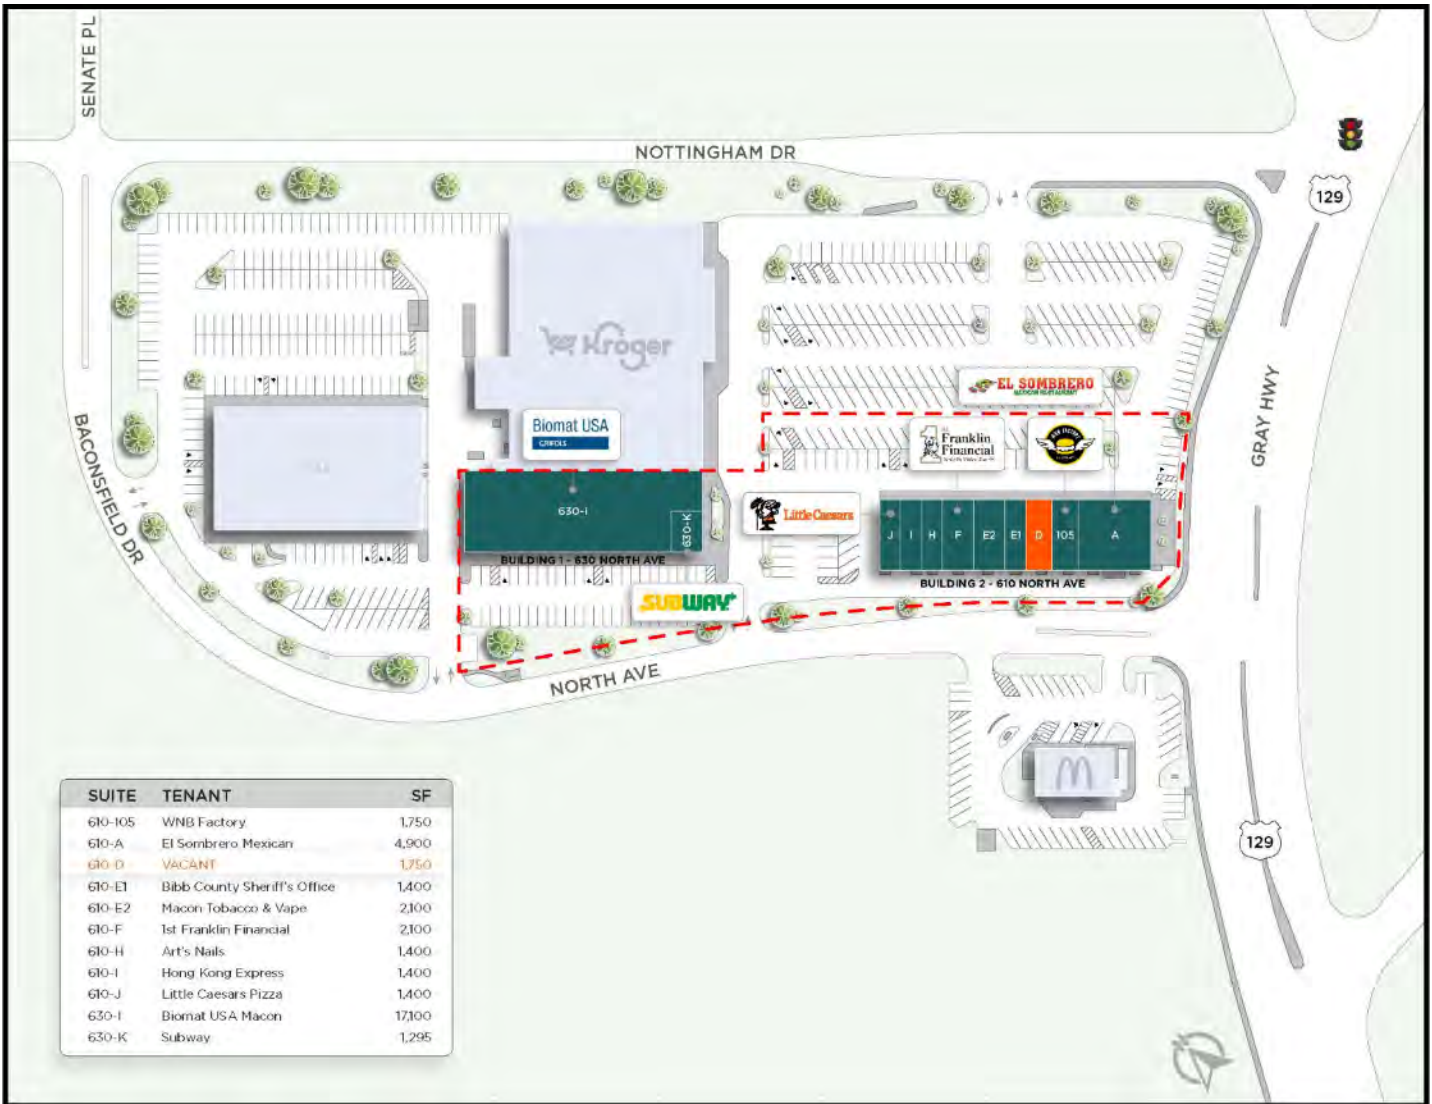 SENATE PL
NOTTINGHAM DR
129
Kroger
EL SOMBRERO
Biomat USA
GRIFOLS
1
Franklin
Financial
GRAY HWY
BACONSFIELD DR
Little Caesars
630-I
630-K
J I H F E2 E1 D 105 A
BUILDING 1 - 630 NORTH AVE
BUILDING 2 - 610 NORTH AVE
SUBWAY
NORTH AVE
SUITE TENANT SF
610-105 WNB Factory 1,750
610-A El Sombrero Mexican 4,900
610-D VACANT 1,750
610-E1 Bibb County Sheriff's Office 1,400
610-E2 Macon Tobacco & Vape 2,100
610-F 1st Franklin Financial 2,100
610-H Art's Nails 1,400
610-I Hong Kong Express 1,400
610-J Little Caesars Pizza 1,400
630-I Biomat USA Macon 17,100
630-K Subway 1,295
129